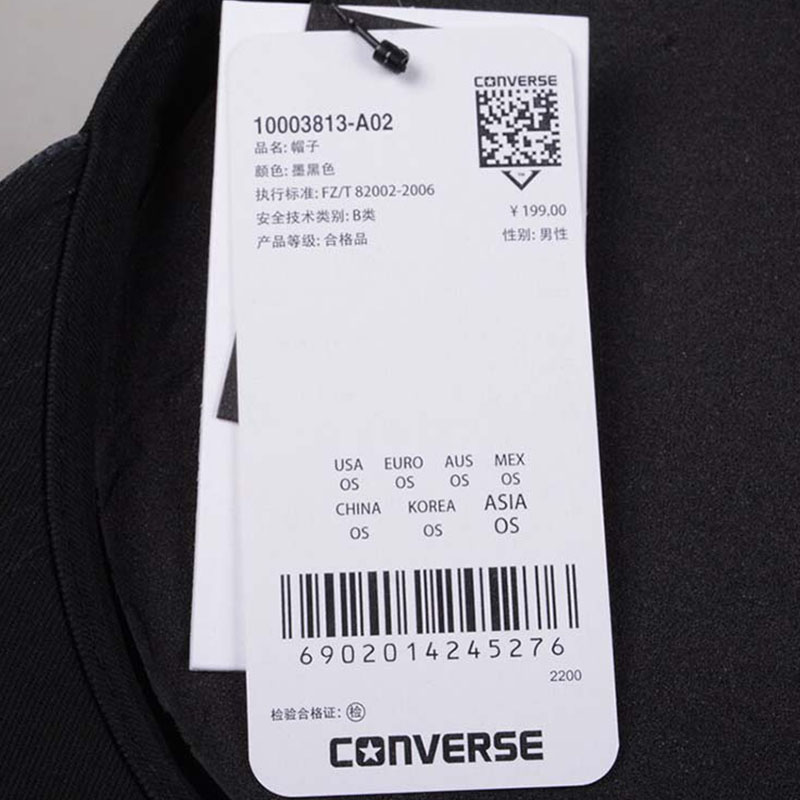 CONVERSE
10003813-A02
品名: 帽子
颜色: 墨黑色
执行标准: FZ/T 82002-2006
安全技术类别: B类
产品等级: 合格品
™
¥ 199.00
性别: 男性
USA EURO AUS MEX
OS OS OS OS
CHINA KOREA ASIA
OS OS OS
6902014245276
2200
检验合格证: 检
CONVERSE